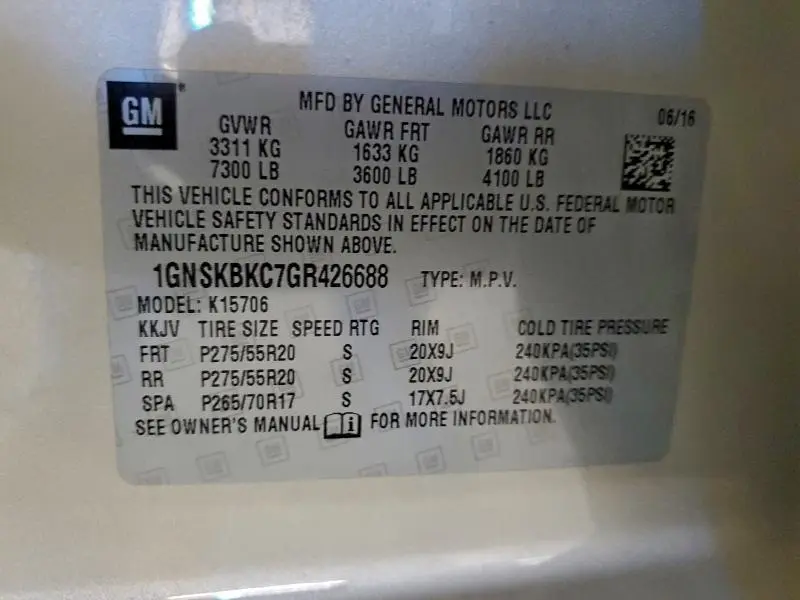 GM® MFD BY GENERAL MOTORS LLC 06/16
GVWR GAWR FRT GAWR RR
3311 KG 1633 KG 1860 KG
7300 LB 3600 LB 4100 LB
THIS VEHICLE CONFORMS TO ALL APPLICABLE U.S. FEDERAL MOTOR
VEHICLE SAFETY STANDARDS IN EFFECT ON THE DATE OF
MANUFACTURE SHOWN ABOVE.
1GNSKBKC7GR426688 TYPE: M.P.V.
MODEL: K15706
KKJV TIRE SIZE SPEED RTG RIM COLD TIRE PRESSURE
FRT P275/55R20 S 20X9J 240KPA(35PSI)
RR P275/55R20 S 20X9J 240KPA(35PSI)
SPA P265/70R17 S 17X7.5J 240KPA(35PSI)
SEE OWNER'S MANUAL i FOR MORE INFORMATION.